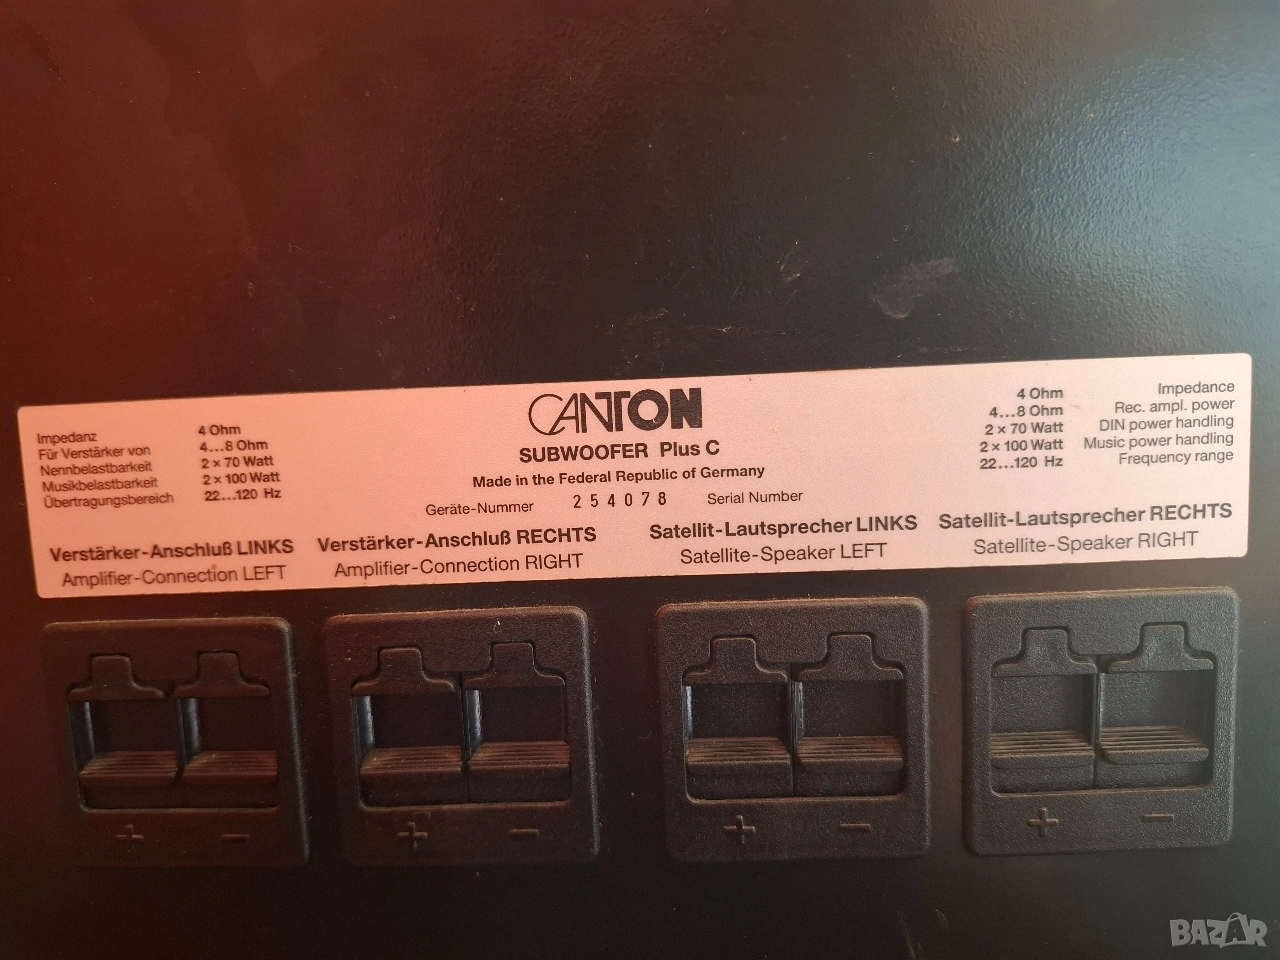 CANTON
SUBWOOFER Plus C
Made in the Federal Republic of Germany
Geräte-Nummer 254078 Serial Number
Impedanz 4 Ohm
Für Verstärker von 4...8 Ohm
Nennbelastbarkeit 2 x 70 Watt
Musikbelastbarkeit 2 x 100 Watt
Übertragungsbereich 22...120 Hz
4 Ohm Impedance
4...8 Ohm Rec. ampl. power
2 x 70 Watt DIN power handling
2 x 100 Watt Music power handling
22...120 Hz Frequency range
Verstärker-Anschluß LINKS
Amplifier-Connection LEFT
Verstärker-Anschluß RECHTS
Amplifier-Connection RIGHT
Satellit-Lautsprecher LINKS
Satellite-Speaker LEFT
Satellit-Lautsprecher RECHTS
Satellite-Speaker RIGHT
+ −
+ −
+ −
+ −
BAZAR